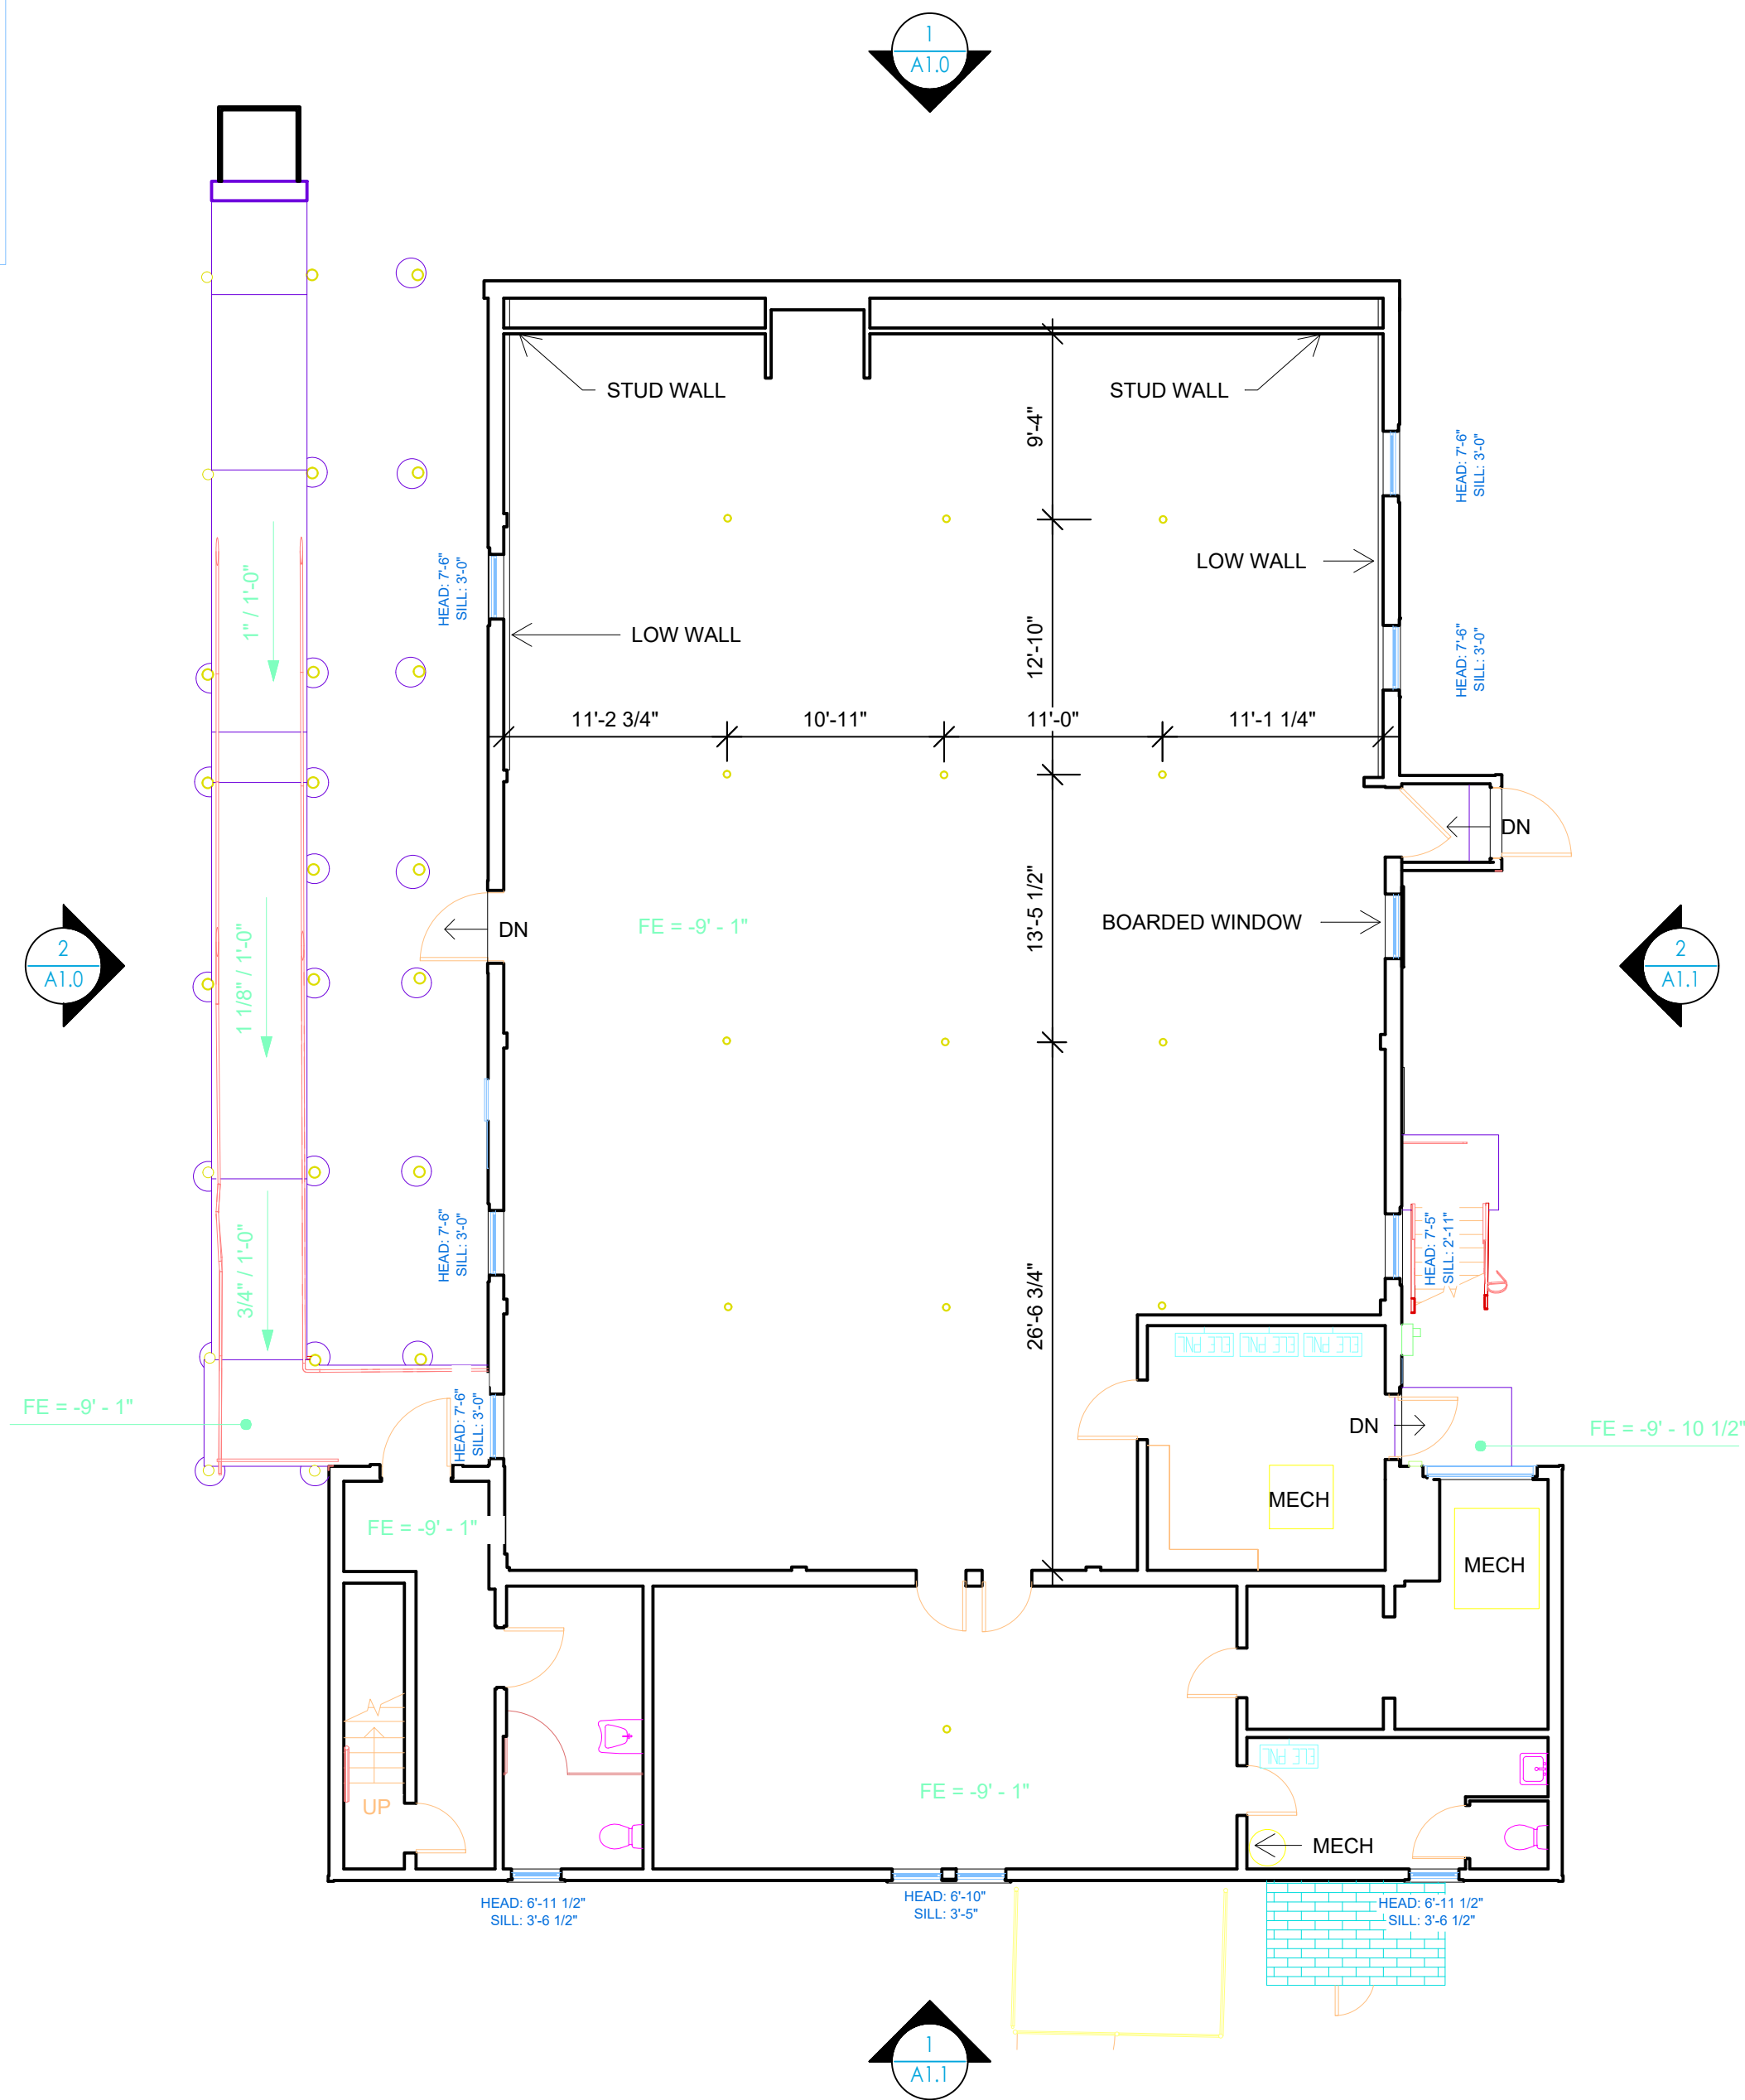 1
A1.0
STUD WALL
STUD WALL
9'-4"
HEAD: 7'-6"
SILL: 3'-0"
HEAD: 7'-6"
SILL: 3'-0"
1" / 1'-0"
LOW WALL
LOW WALL
12'-10"
HEAD: 7'-6"
SILL: 3'-0"
11'-2 3/4"
10'-11"
11'-0"
11'-1 1/4"
DN
DN
FE = -9' - 1"
13'-5 1/2"
BOARDED WINDOW
2
A1.0
1 1/8" / 1'-0"
2
A1.1
HEAD: 7'-6"
SILL: 3'-0"
3/4" / 1'-0"
26'-6 3/4"
HEAD: 7'-5"
SILL: 2'-11"
ELE PNL
ELE PNL
ELE PNL
FE = -9' - 1"
HEAD: 7'-6"
SILL: 3'-0"
DN
FE = -9' - 10 1/2"
MECH
FE = -9' - 1"
MECH
ELE PNL
UP
FE = -9' - 1"
MECH
HEAD: 6'-11 1/2"
SILL: 3'-6 1/2"
HEAD: 6'-10"
SILL: 3'-5"
HEAD: 6'-11 1/2"
SILL: 3'-6 1/2"
1
A1.1